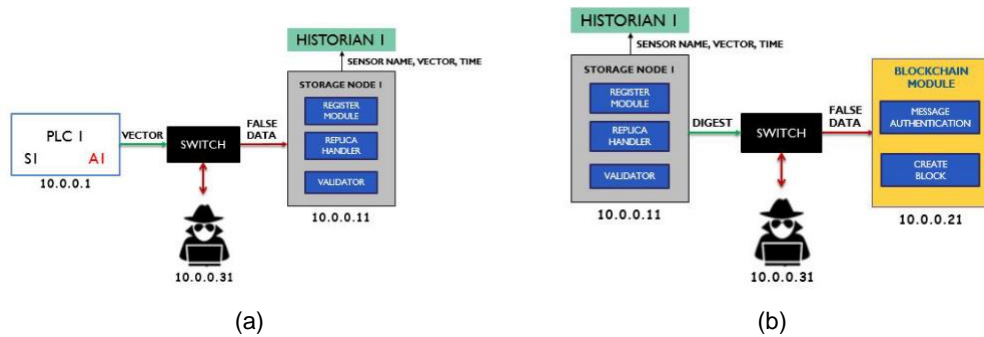 HISTORIAN 1
SENSOR NAME, VECTOR, TIME
STORAGE NODE 1
REGISTER
MODULE
REPLICA
HANDLER
VALIDATOR
10.0.0.11
PLC 1
S1 A1
10.0.0.1
VECTOR
SWITCH
FALSE
DATA
10.0.0.31
(a)
HISTORIAN 1
SENSOR NAME, VECTOR, TIME
STORAGE NODE 1
REGISTER
MODULE
REPLICA
HANDLER
VALIDATOR
10.0.0.11
DIGEST
SWITCH
FALSE
DATA
10.0.0.31
BLOCKCHAIN
MODULE
MESSAGE
AUTHENTICATION
CREATE
BLOCK
10.0.0.21
(b)